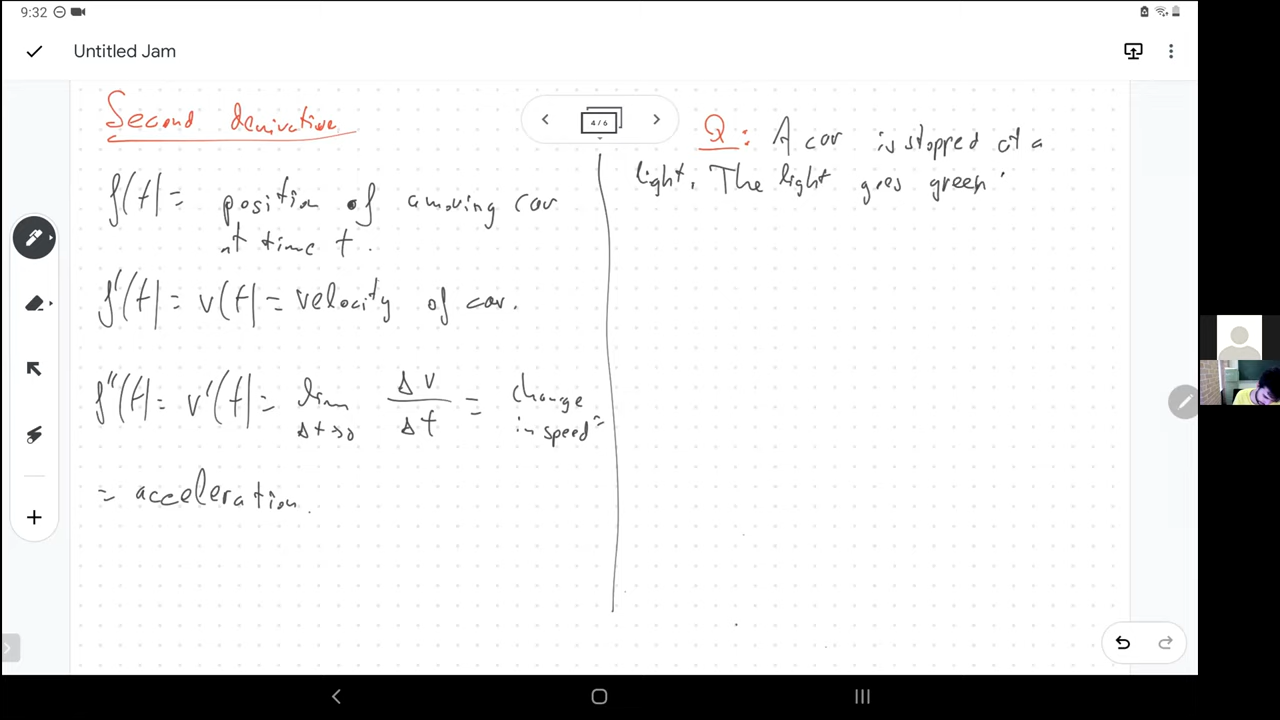 9:32
Untitled Jam
4 / 6
Second derivative
f(t) = position of a moving car
at time t.
f'(t) = v(t) = velocity of car.
f''(t) = v'(t) = lim Δt→0 Δv/Δt = change in speed =
= acceleration.
Q: A car is stopped at a
light. The light goes green